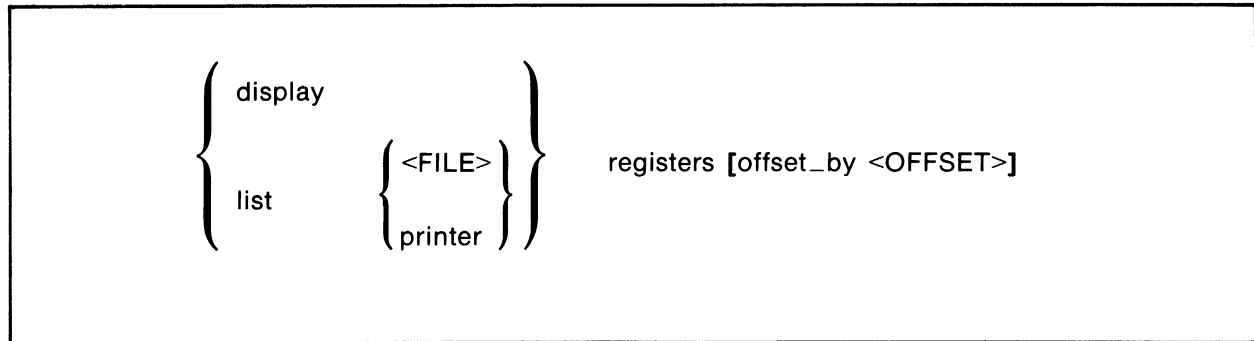 display
<FILE>
registers [offset_by <OFFSET>]
list
printer